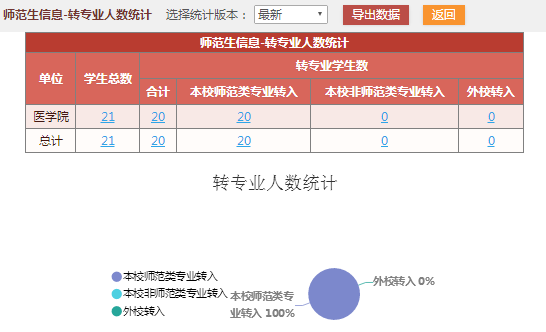 师范生信息-转专业人数统计 选择统计版本： 最新 导出数据 返回
师范生信息-转专业人数统计
单位 学生总数 转专业学生数
合计 本校师范类专业转入 本校非师范类专业转入 外校转入
医学院 21 20 20 0 0
总计 21 20 20 0 0
转专业人数统计
本校师范类专业转入
本校非师范类专业转入
外校转入
本校师范类专
业转入 100%
外校转入 0%